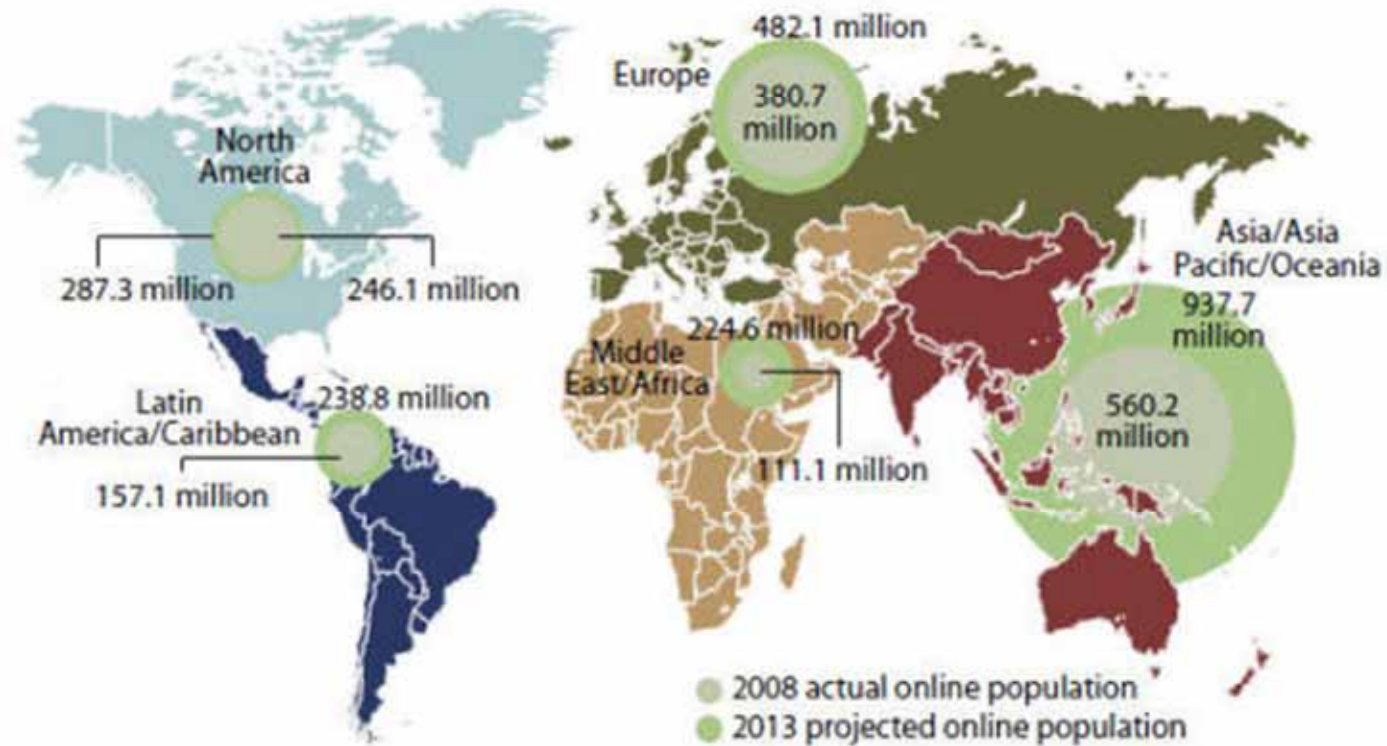 482.1 million
Europe
380.7
million
North
America
287.3 million
246.1 million
Asia/Asia
Pacific/Oceania
937.7
million
224.6 million
Middle
East/Africa
560.2
million
111.1 million
Latin
America/Caribbean
238.8 million
157.1 million
2008 actual online population
2013 projected online population